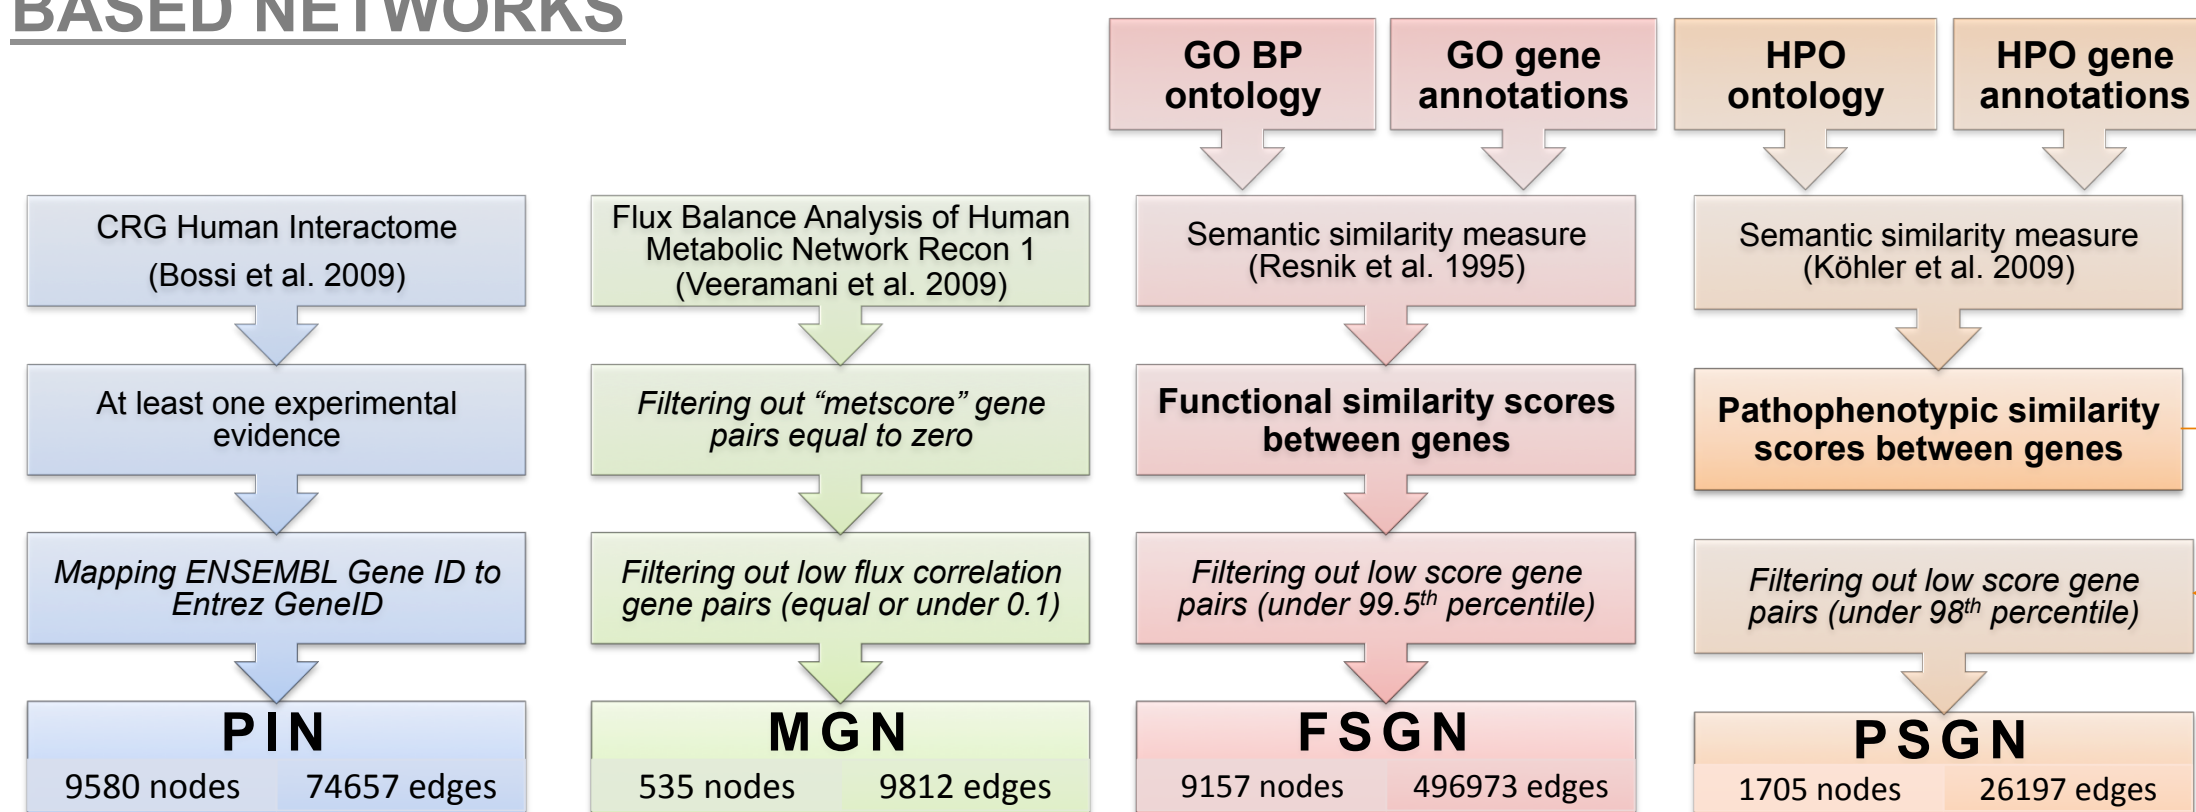 BASED NETWORKS
GO BP
ontology
GO gene
annotations
HPO
ontology
HPO gene
annotations
CRG Human Interactome
(Bossi et al. 2009)
At least one experimental
evidence
Mapping ENSEMBL Gene ID to
Entrez GeneID
PIN
9580 nodes
74657 edges
Flux Balance Analysis of Human
Metabolic Network Recon 1
(Veeramani et al. 2009)
Filtering out “metscore” gene
pairs equal to zero
Filtering out low flux correlation
gene pairs (equal or under 0.1)
MGN
535 nodes
9812 edges
Semantic similarity measure
(Resnik et al. 1995)
Functional similarity scores
between genes
Filtering out low score gene
pairs (under 99.5th percentile)
FSGN
9157 nodes
496973 edges
Semantic similarity measure
(Köhler et al. 2009)
Pathophenotypic similarity
scores between genes
Filtering out low score gene
pairs (under 98th percentile)
PSGN
1705 nodes
26197 edges